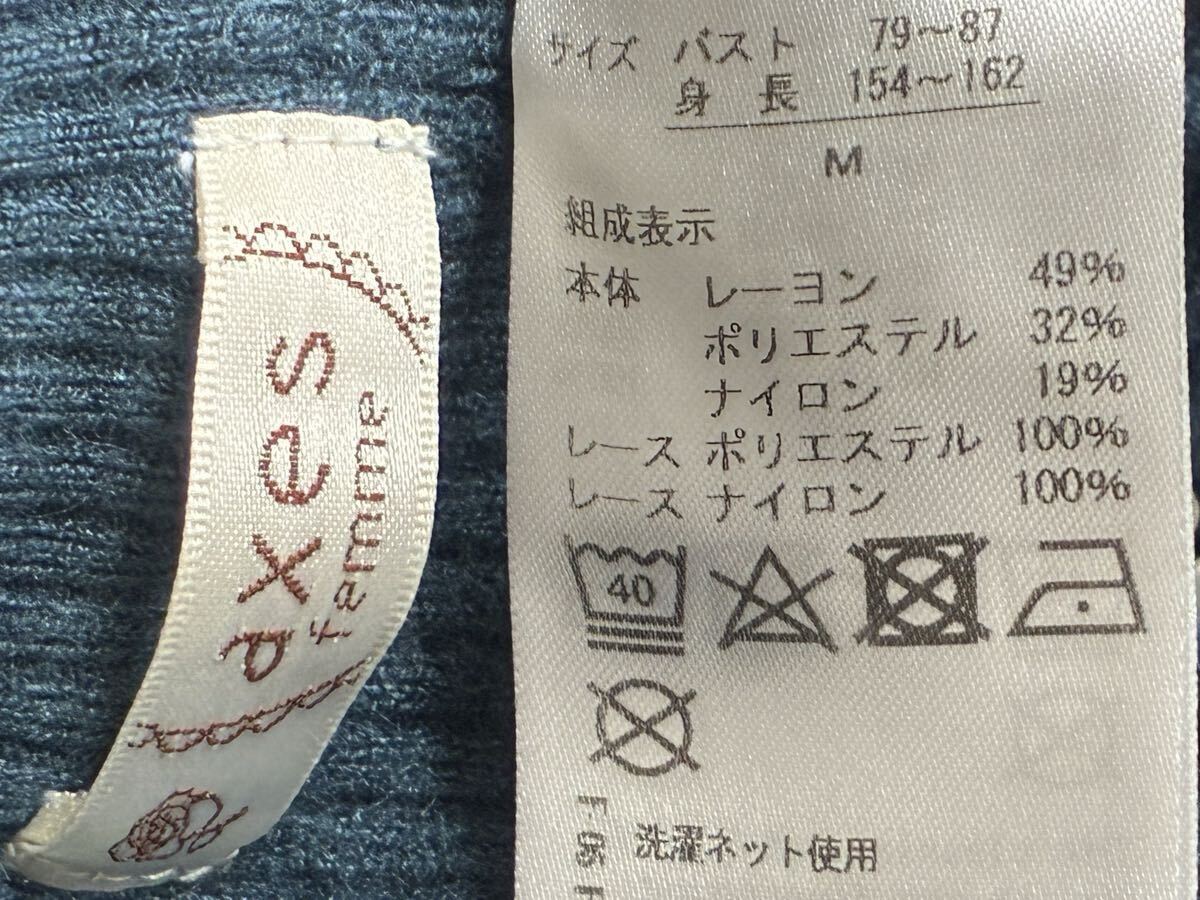 axes
femme
サイズ バスト 79～87
身長 154～162
M
組成表示
本体 レーヨン 49%
ポリエステル 32%
ナイロン 19%
レース ポリエステル 100%
レース ナイロン 100%
40
洗濯ネット使用